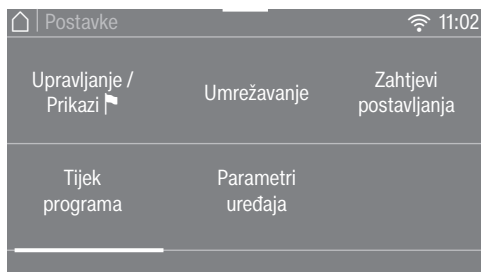 Postavke 11:02
Upravljanje /
Prikazi
Umrežavanje
Zahtjevi
postavljanja
Tijek
programa
Parametri
uređaja